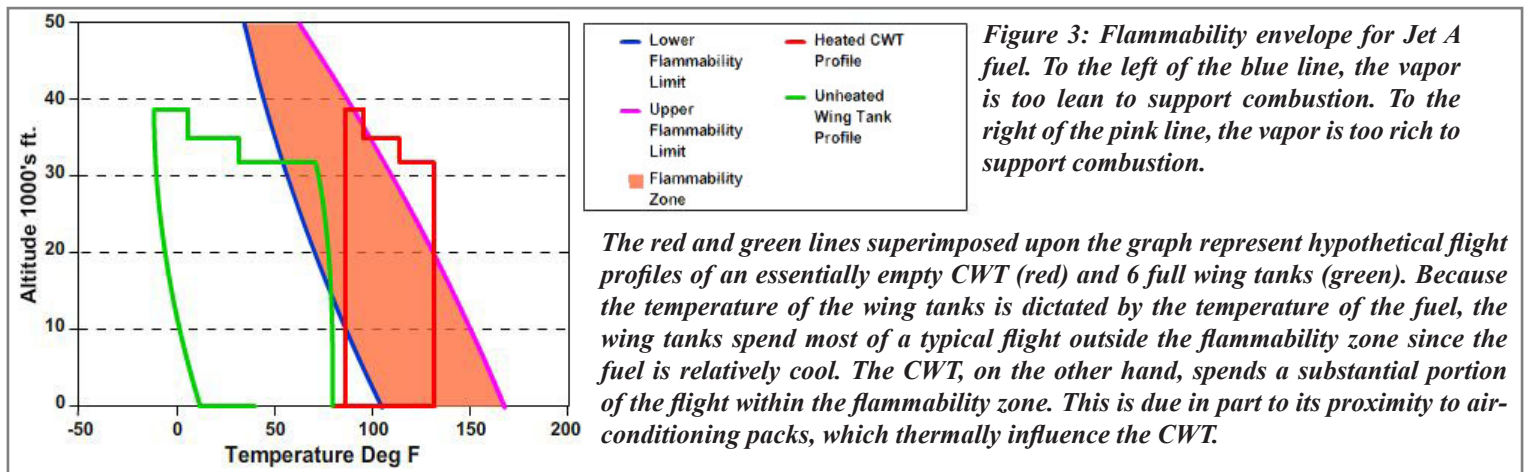 50
40
30
20
10
0
Altitude 1000's ft.
-50 0 50 100 150 200
Temperature Deg F
Lower
Flammability
Limit
Upper
Flammability
Limit
Flammability
Zone
Heated CWT
Profile
Unheated
Wing Tank
Profile
Figure 3: Flammability envelope for Jet A
fuel. To the left of the blue line, the vapor
is too lean to support combustion. To the
right of the pink line, the vapor is too rich to
support combustion.
The red and green lines superimposed upon the graph represent hypothetical flight
profiles of an essentially empty CWT (red) and 6 full wing tanks (green). Because
the temperature of the wing tanks is dictated by the temperature of the fuel, the
wing tanks spend most of a typical flight outside the flammability zone since the
fuel is relatively cool. The CWT, on the other hand, spends a substantial portion
of the flight within the flammability zone. This is due in part to its proximity to air-
conditioning packs, which thermally influence the CWT.